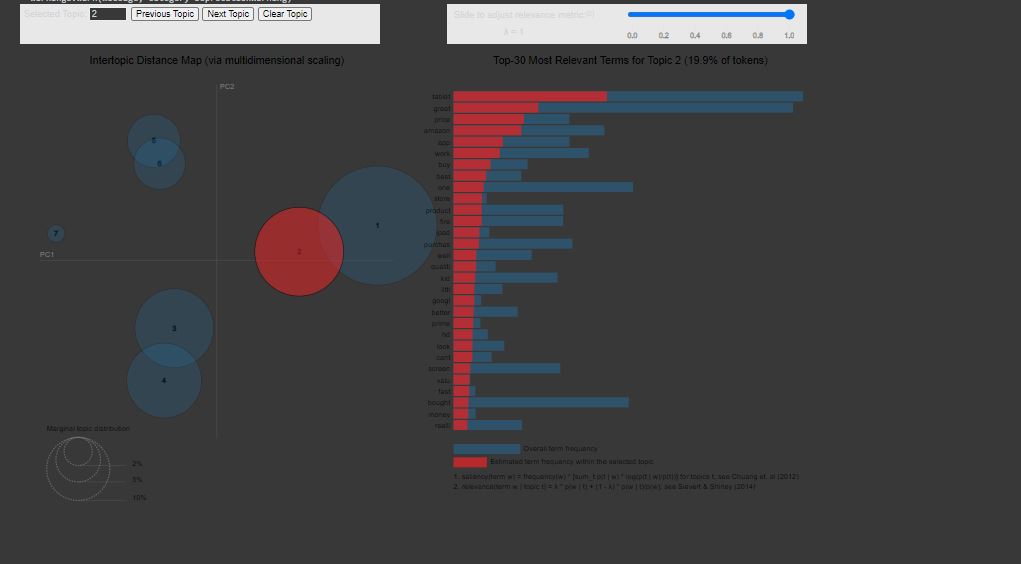 Selected Topic: 2 Previous Topic Next Topic Clear Topic
Slide to adjust relevance metric:(2)
λ = 1
0.0 0.2 0.4 0.6 0.8 1.0
Intertopic Distance Map (via multidimensional scaling)
PC2
PC1
5
6
7
1
2
3
4
Marginal topic distribution
2%
5%
10%
Top-30 Most Relevant Terms for Topic 2 (19.9% of tokens)
tablet
great
price
amazon
app
work
buy
best
one
store
product
fire
ipad
purchas
well
qualiti
kid
littl
googl
better
prime
hd
look
cant
screen
valu
fast
bought
money
realli
Overall term frequency
Estimated term frequency within the selected topic
1. saliency(term w) = frequency(w) * [sum_t p(t | w) * log(p(t | w)/p(t))] for topics t; see Chuang et. al (2012)
2. relevance(term w | topic t) = λ * p(w | t) + (1 - λ) * p(w | t)/p(w); see Sievert & Shirley (2014)